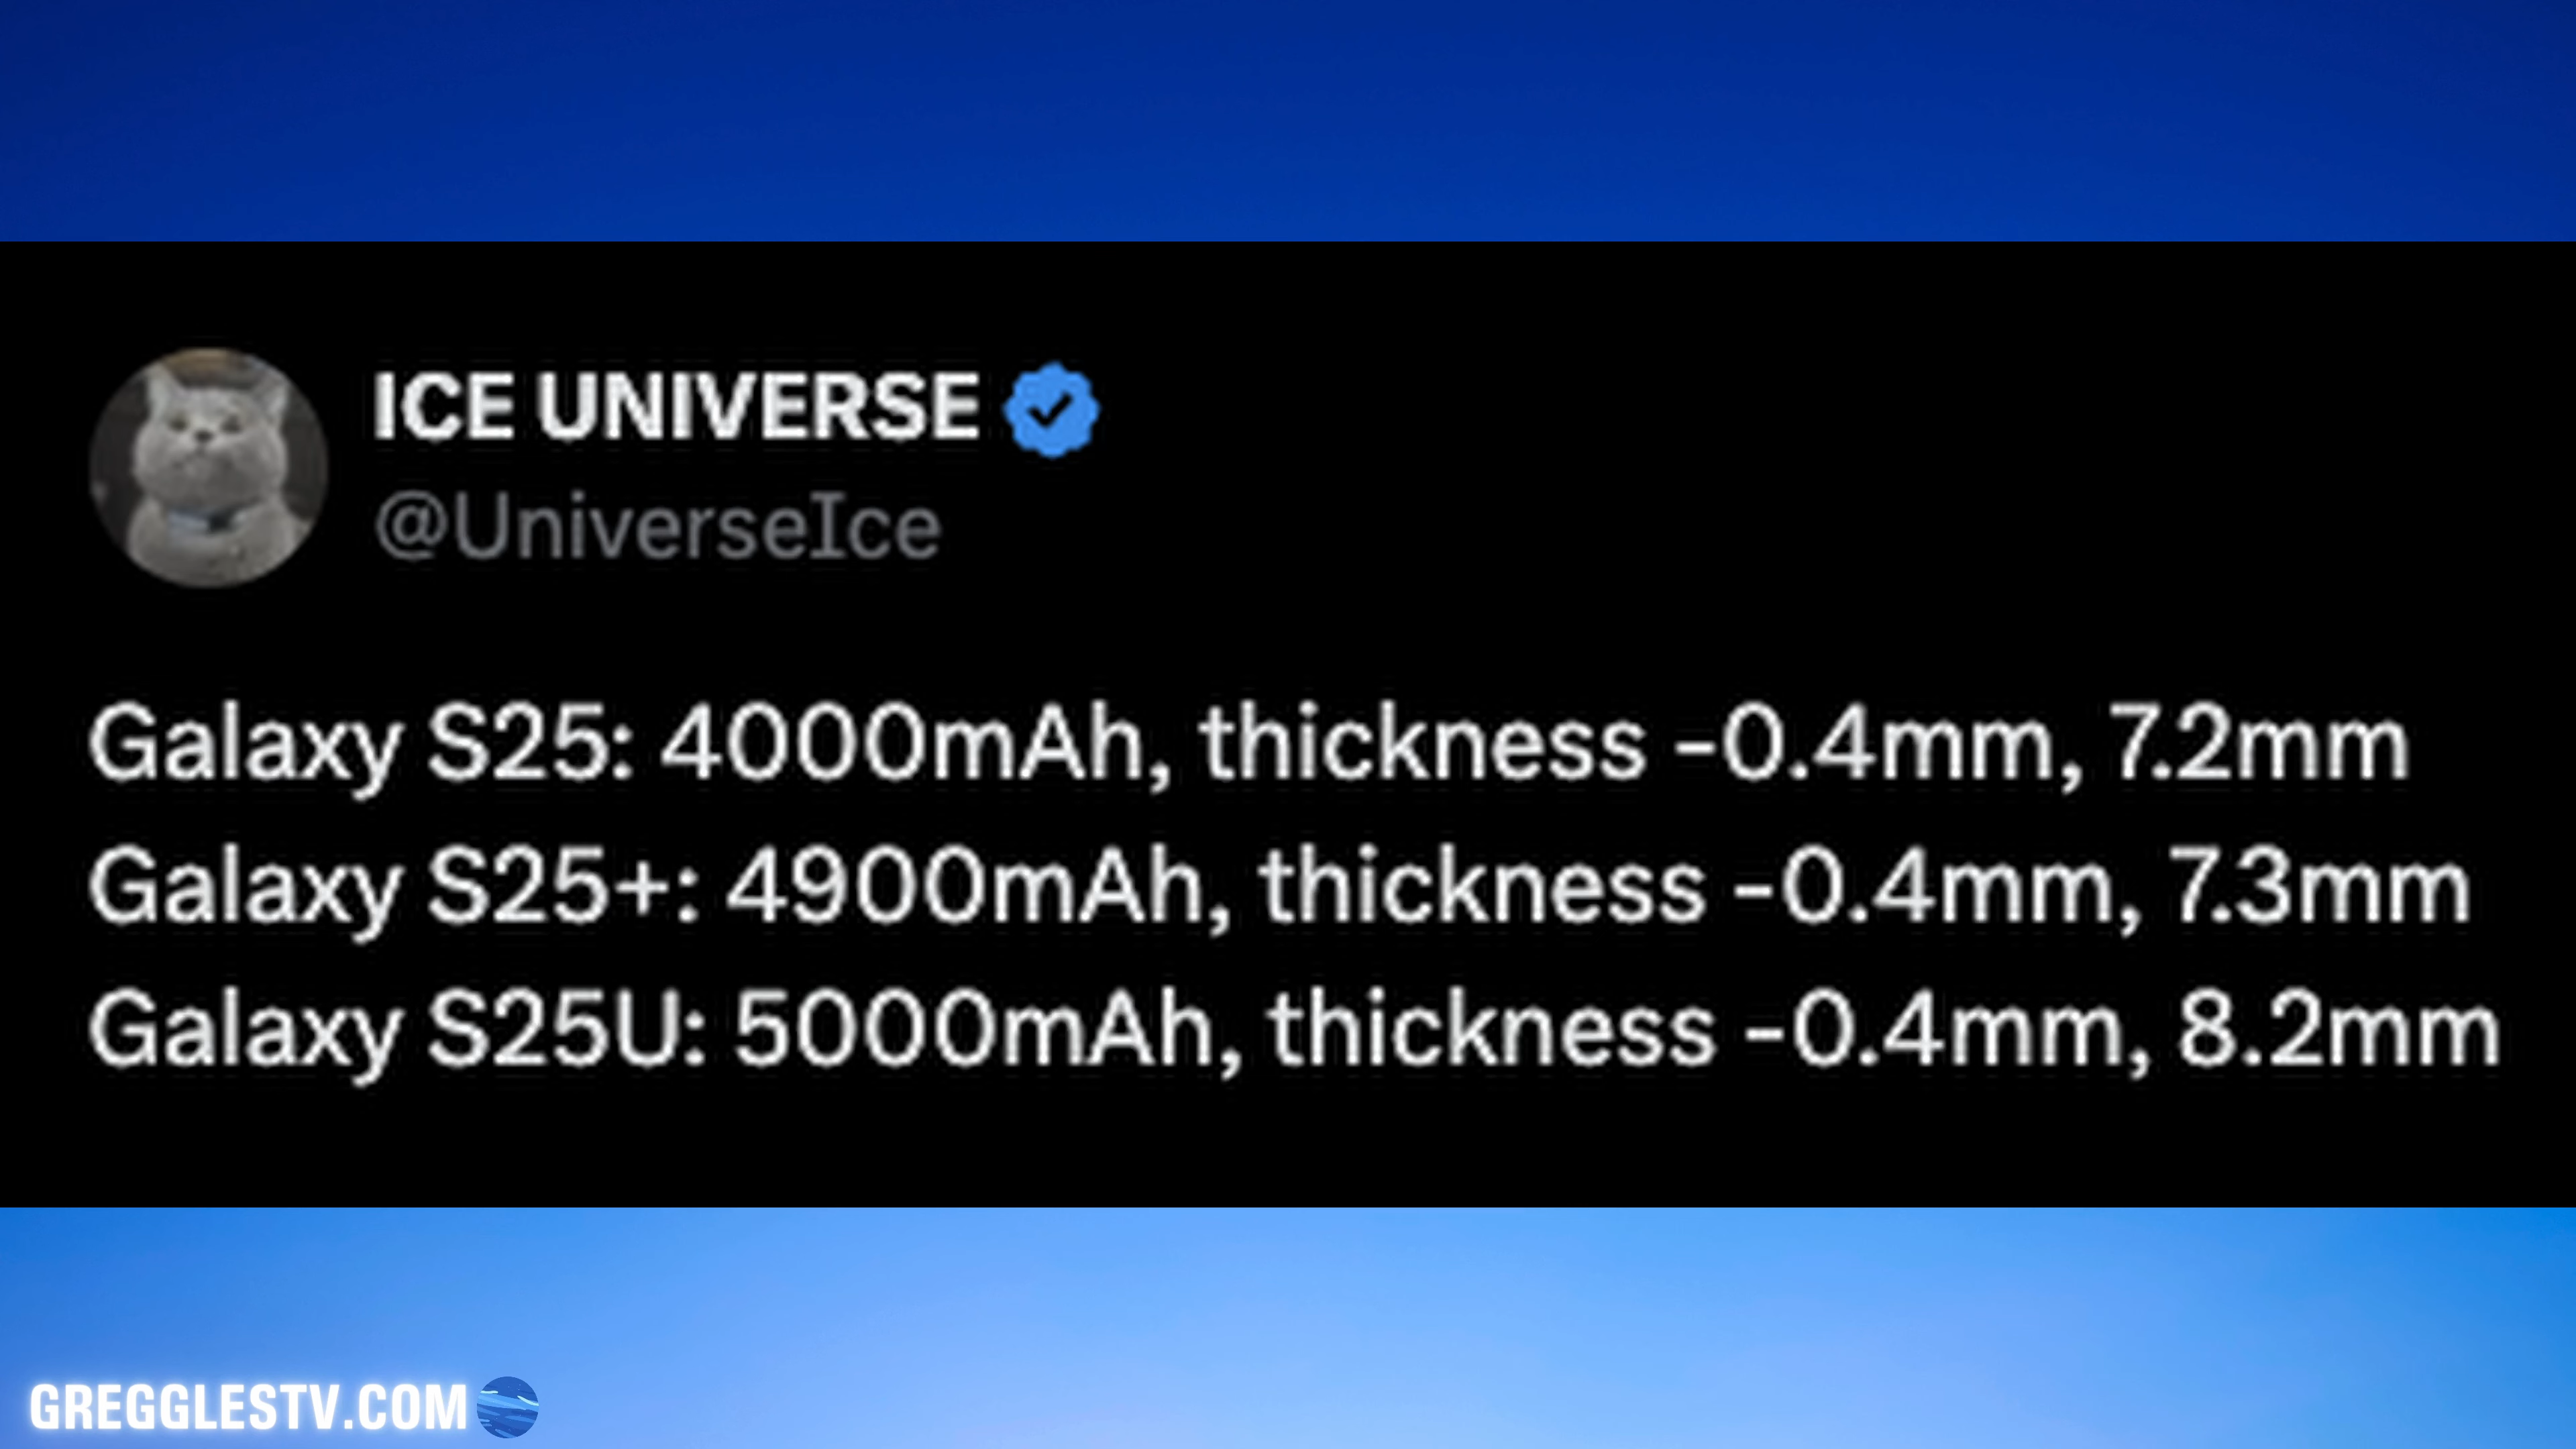 ICE UNIVERSE
@UniverseIce
Galaxy S25: 4000mAh, thickness -0.4mm, 7.2mm
Galaxy S25+: 4900mAh, thickness -0.4mm, 7.3mm
Galaxy S25U: 5000mAh, thickness -0.4mm, 8.2mm
GREGGLESTV.COM